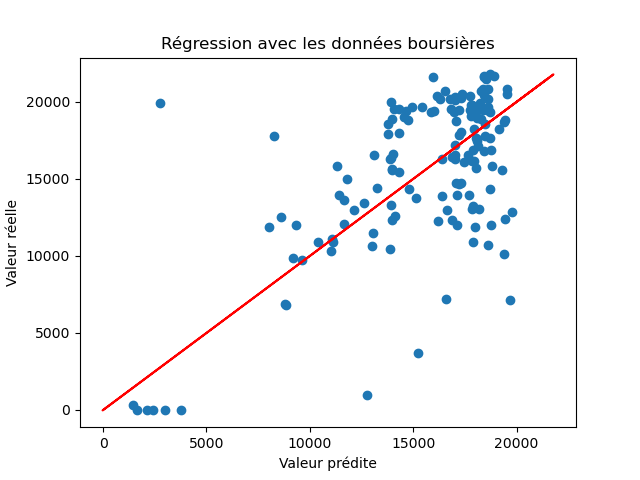 Régression avec les données boursières
20000
15000
10000
5000
0
Valeur réelle
0 5000 10000 15000 20000
Valeur prédite